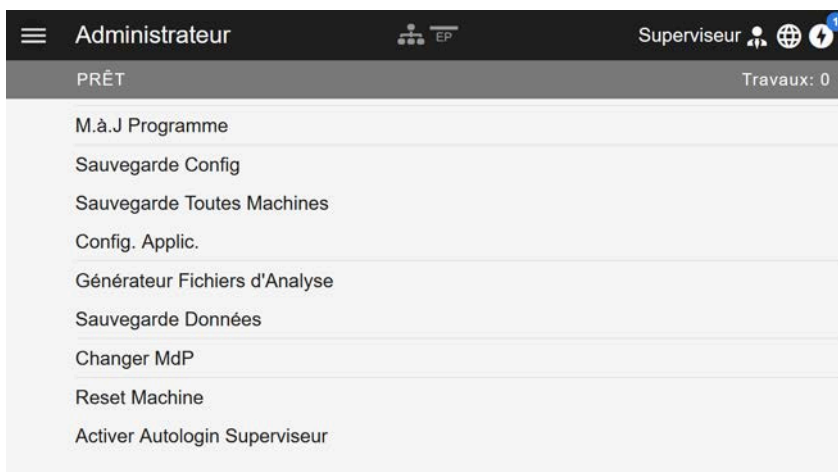 Administrateur EP Superviseur 1
PRÊT Travaux: 0
M.à.J Programme
Sauvegarde Config
Sauvegarde Toutes Machines
Config. Applic.
Générateur Fichiers d'Analyse
Sauvegarde Données
Changer MdP
Reset Machine
Activer Autologin Superviseur